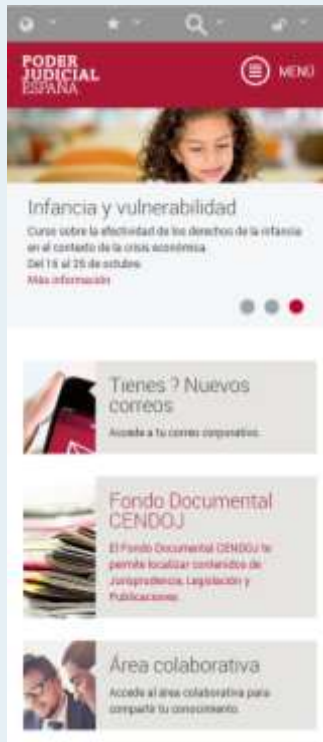 PODER
JUDICIAL
ESPAÑA
MENÚ
Infancia y vulnerabilidad
Curso sobre la efectividad de los derechos de la infancia
en el contexto de la crisis económica
Del 16 al 26 de octubre
Más información
Tienes ? Nuevos
correos
Accede a tu correo corporativo.
Fondo Documental
CENDOJ
El Fondo Documental CENDOJ te
permite localizar contenidos de
Jurisprudencia, Legislación y
Publicaciones
Área colaborativa
Accede al área colaborativa para
compartir tu conocimiento.